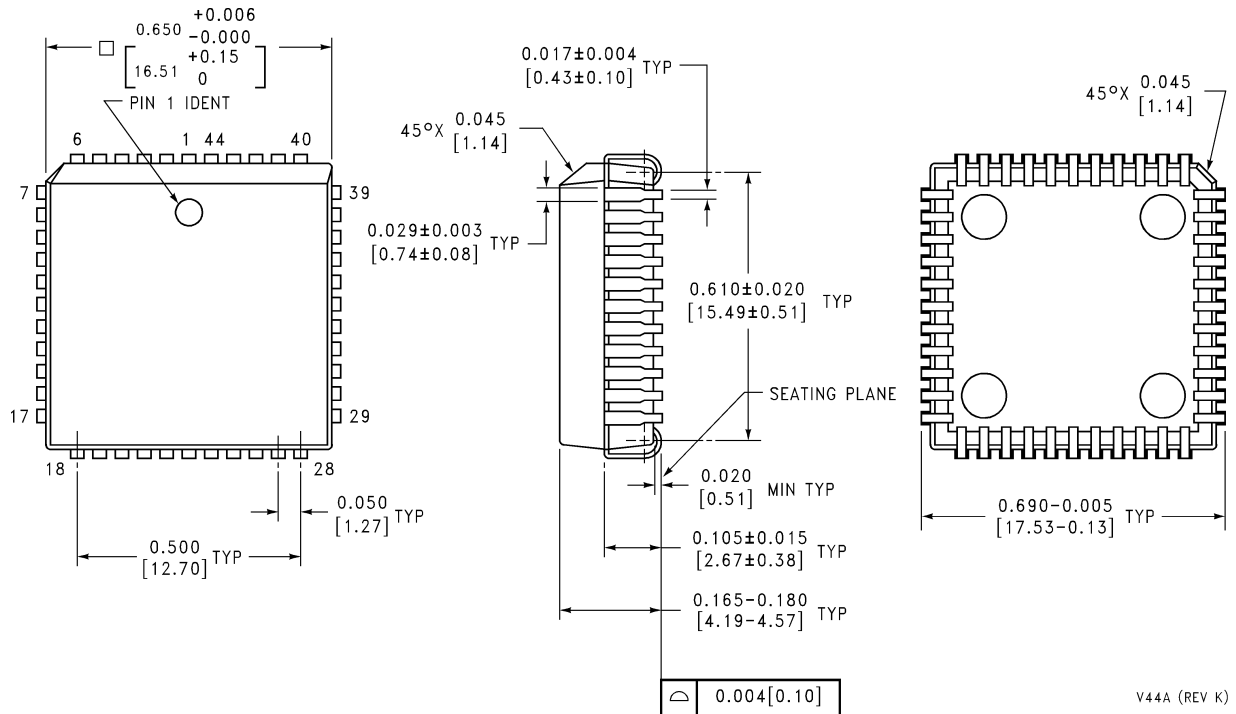 +0.006
0.650 -0.000
+0.15
[16.51 0]
PIN 1 IDENT
6 1 44 40
7 39
17 29
18 28
0.050
[1.27] TYP
0.500
[12.70] TYP
0.017±0.004
[0.43±0.10] TYP
45°X 0.045
[1.14]
0.029±0.003
[0.74±0.08] TYP
0.610±0.020
[15.49±0.51] TYP
SEATING PLANE
0.020
[0.51] MIN TYP
0.105±0.015
[2.67±0.38] TYP
0.165-0.180
[4.19-4.57] TYP
0.004[0.10]
45°X 0.045
[1.14]
0.690-0.005
[17.53-0.13] TYP
V44A (REV K)